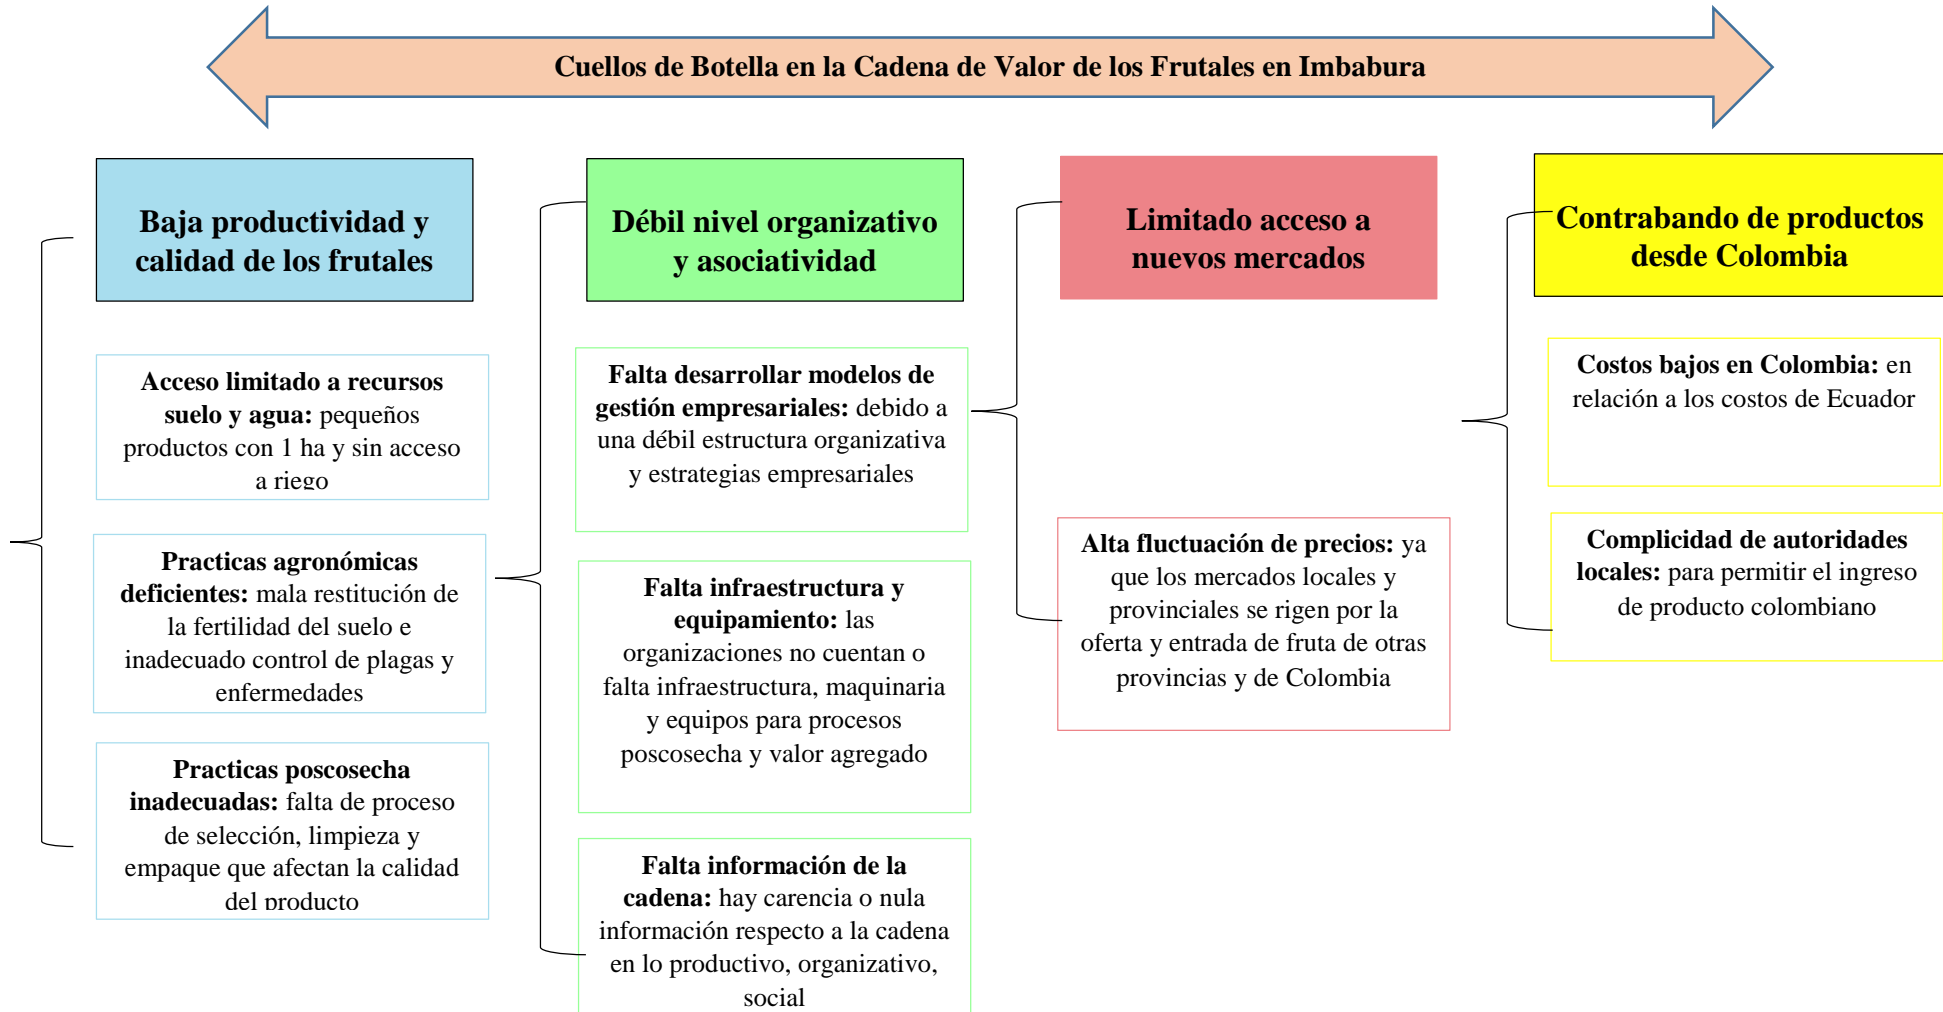 Cuellos de Botella en la Cadena de Valor de los Frutales en Imbabura
Baja productividad y
calidad de los frutales
Acceso limitado a recursos
suelo y agua: pequeños
productos con 1 ha y sin acceso
a riego
Practicas agronómicas
deficientes: mala restitución de
la fertilidad del suelo e
inadecuado control de plagas y
enfermedades
Practicas poscosecha
inadecuadas: falta de proceso
de selección, limpieza y
empaque que afectan la calidad
del producto
Débil nivel organizativo
y asociatividad
Falta desarrollar modelos de
gestión empresariales: debido a
una débil estructura organizativa
y estrategias empresariales
Falta infraestructura y
equipamiento: las
organizaciones no cuentan o
falta infraestructura, maquinaria
y equipos para procesos
poscosecha y valor agregado
Falta información de la
cadena: hay carencia o nula
información respecto a la cadena
en lo productivo, organizativo,
social
Limitado acceso a
nuevos mercados
Alta fluctuación de precios: ya
que los mercados locales y
provinciales se rigen por la
oferta y entrada de fruta de otras
provincias y de Colombia
Contrabando de productos
desde Colombia
Costos bajos en Colombia: en
relación a los costos de Ecuador
Complicidad de autoridades
locales: para permitir el ingreso
de producto colombiano